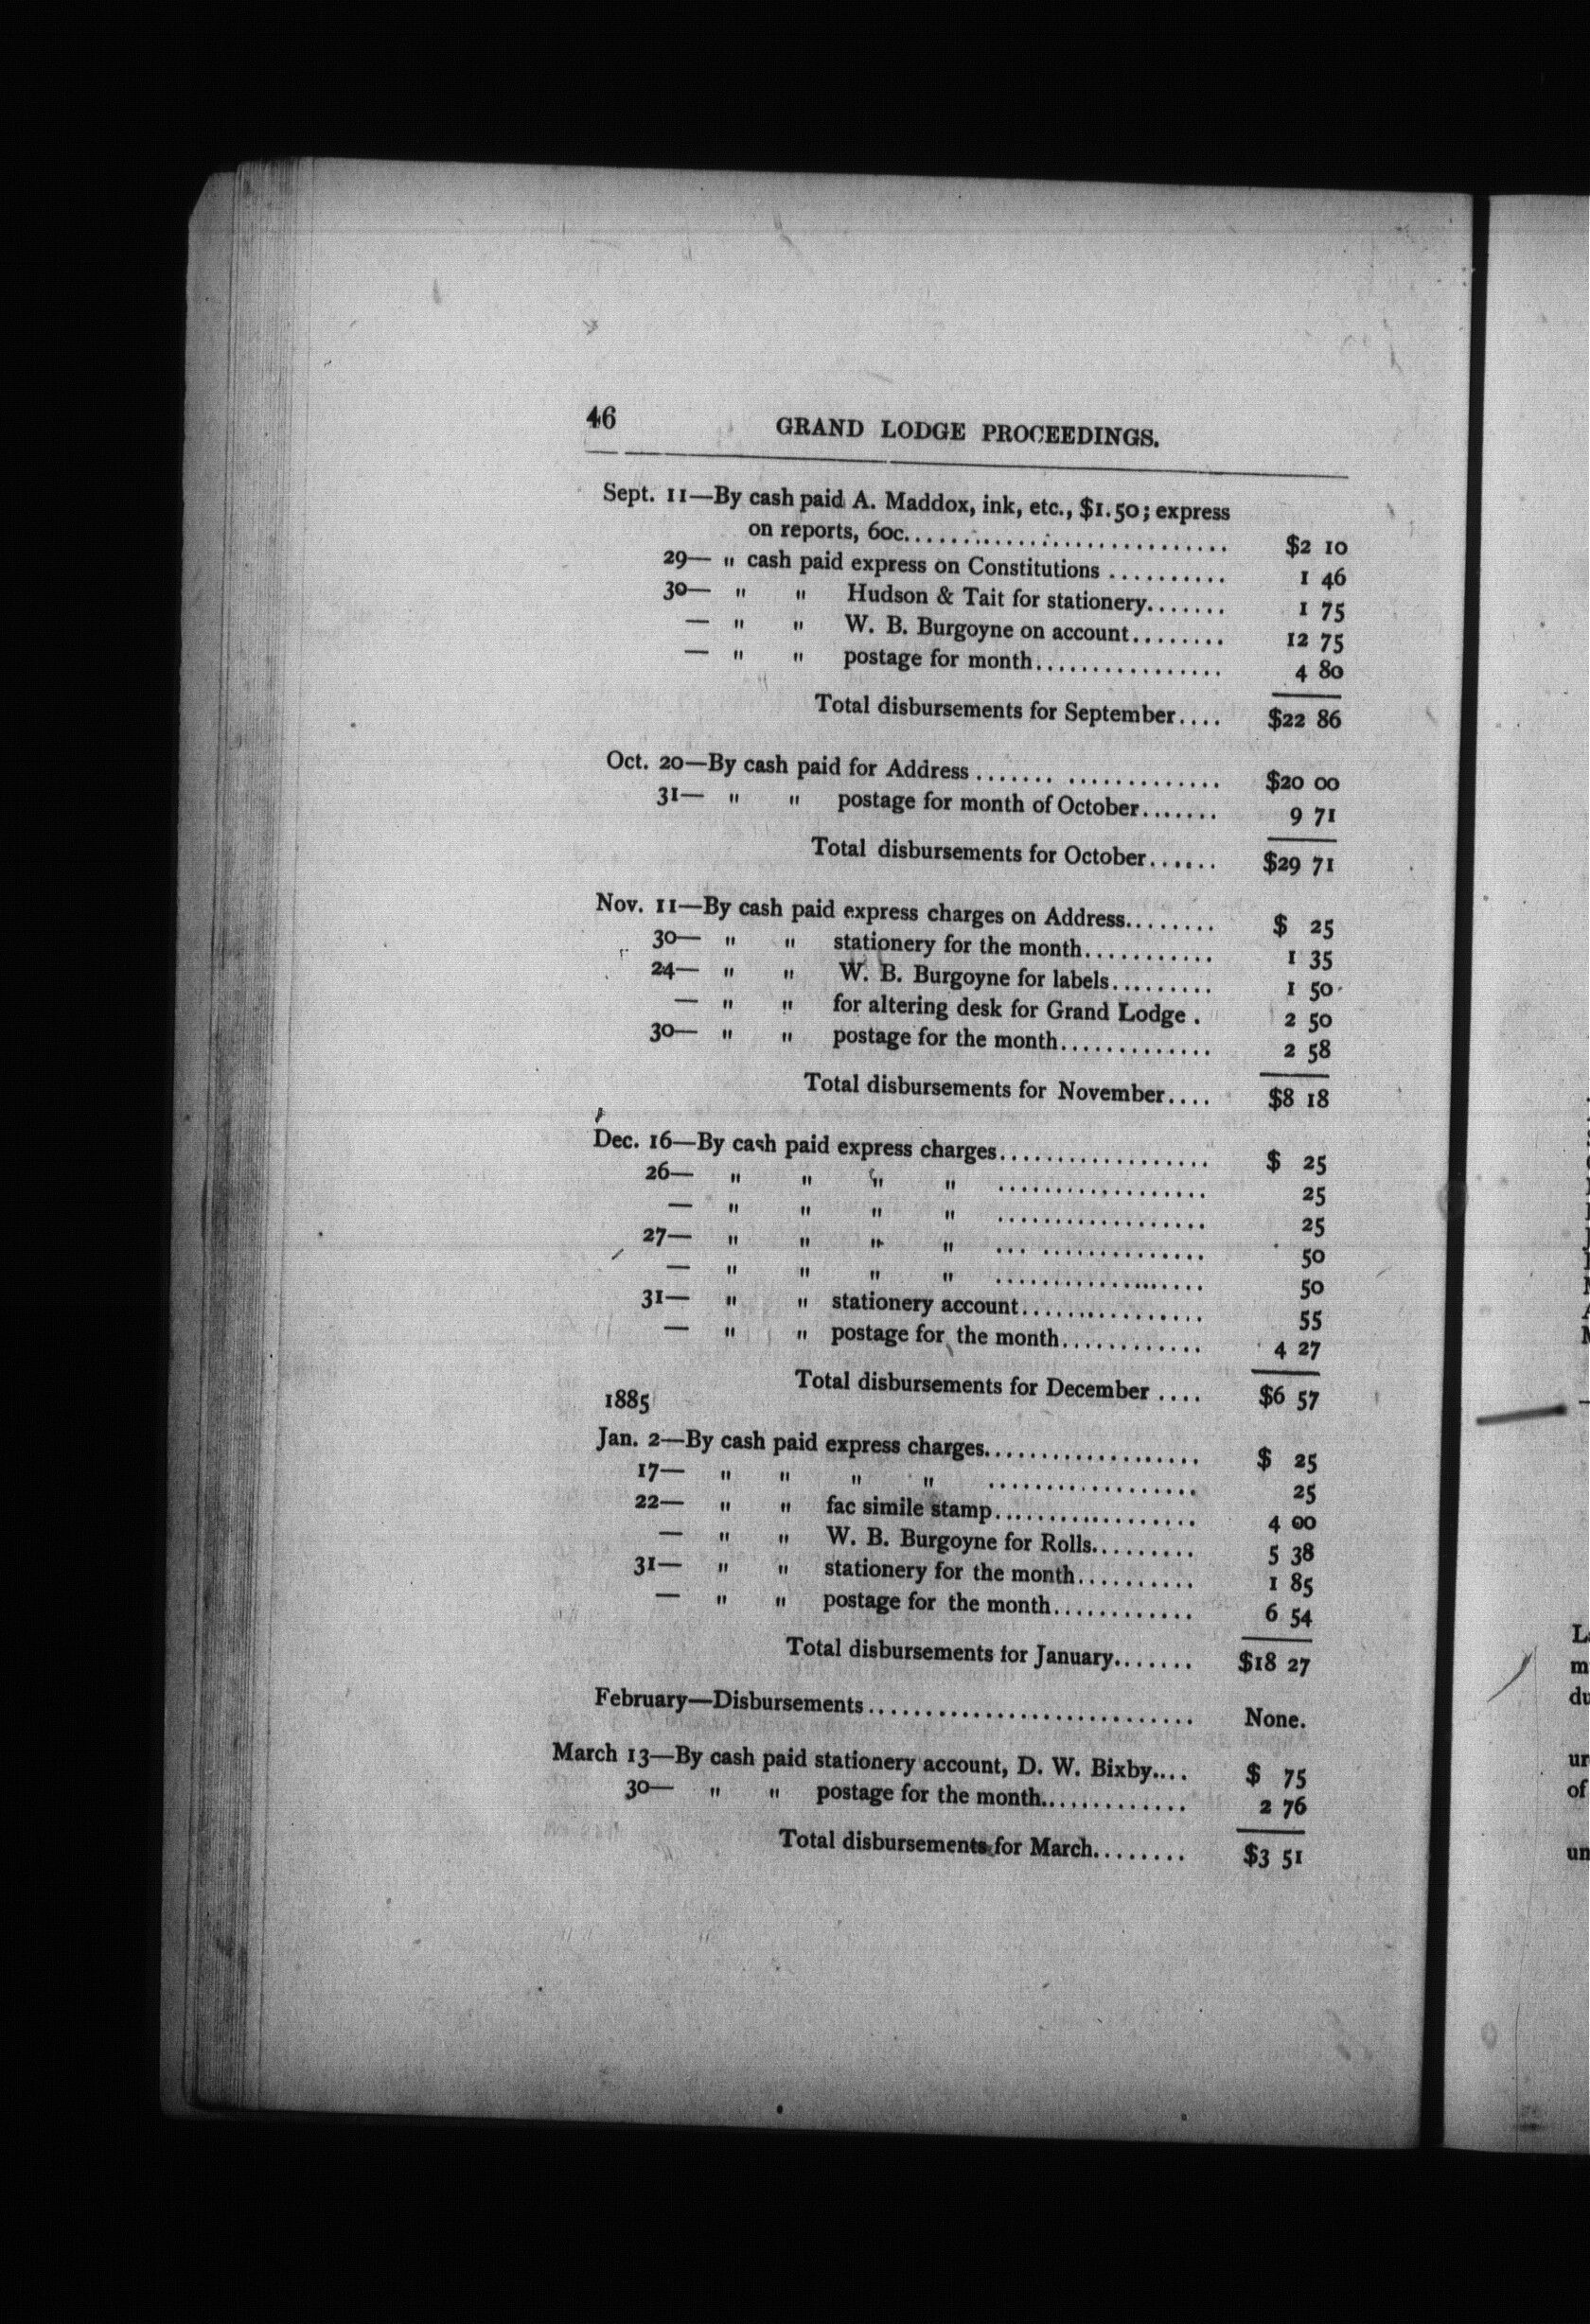 46 GRAND LODGE PROCEEDINGS.
Sept. 11—By cash paid A. Maddox, ink, etc., $1.50; express
on reports, 60c.............................. $2 10
29— " cash paid express on Constitutions .......... 1 46
30— " " Hudson & Tait for stationery....... 1 75
— " " W. B. Burgoyne on account........ 12 75
— " " postage for month................ 4 80
Total disbursements for September.... $22 86
Oct. 20—By cash paid for Address ....... ............. $20 00
31— " " postage for month of October....... 9 71
Total disbursements for October...... $29 71
Nov. 11—By cash paid express charges on Address........ $ 25
30— " " stationery for the month........... 1 35
24— " " W. B. Burgoyne for labels......... 1 50
— " " for altering desk for Grand Lodge . 2 50
30— " " postage for the month............. 2 58
Total disbursements for November.... $8 18
Dec. 16—By cash paid express charges.................. $ 25
26— " " " " .................. 25
— " " " " .................. 25
27— " " " " ... .............. 50
— " " " " .................. 50
31— " " stationery account................ 55
— " " postage for the month............ 4 27
Total disbursements for December .... $6 57
1885
Jan. 2—By cash paid express charges................... $ 25
17— " " " " .................. 25
22— " " fac simile stamp.................. 4 00
— " " W. B. Burgoyne for Rolls......... 5 38
31— " " stationery for the month.......... 1 85
— " " postage for the month............ 6 54
Total disbursements for January....... $18 27
February—Disbursements............................ None.
March 13—By cash paid stationery account, D. W. Bixby.... $ 75
30— " " postage for the month............. 2 76
Total disbursements for March........ $3 51